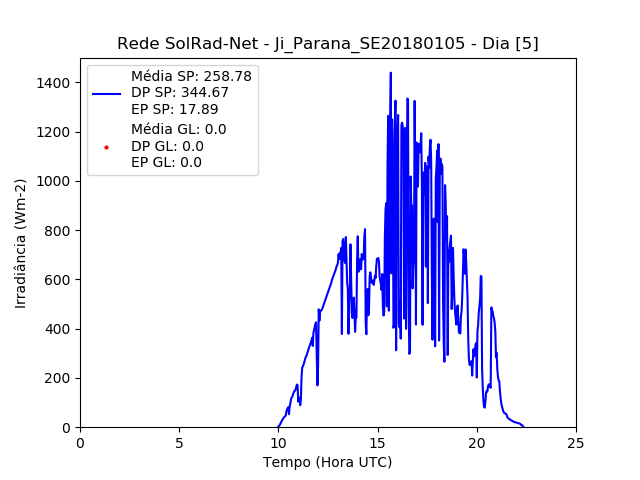 Rede SolRad-Net - Ji_Parana_SE20180105 - Dia [5]
Média SP: 258.78
DP SP: 344.67
EP SP: 17.89
Média GL: 0.0
DP GL: 0.0
EP GL: 0.0
Irradiância (Wm-2)
1400
1200
1000
800
600
400
200
0
0 5 10 15 20 25
Tempo (Hora UTC)